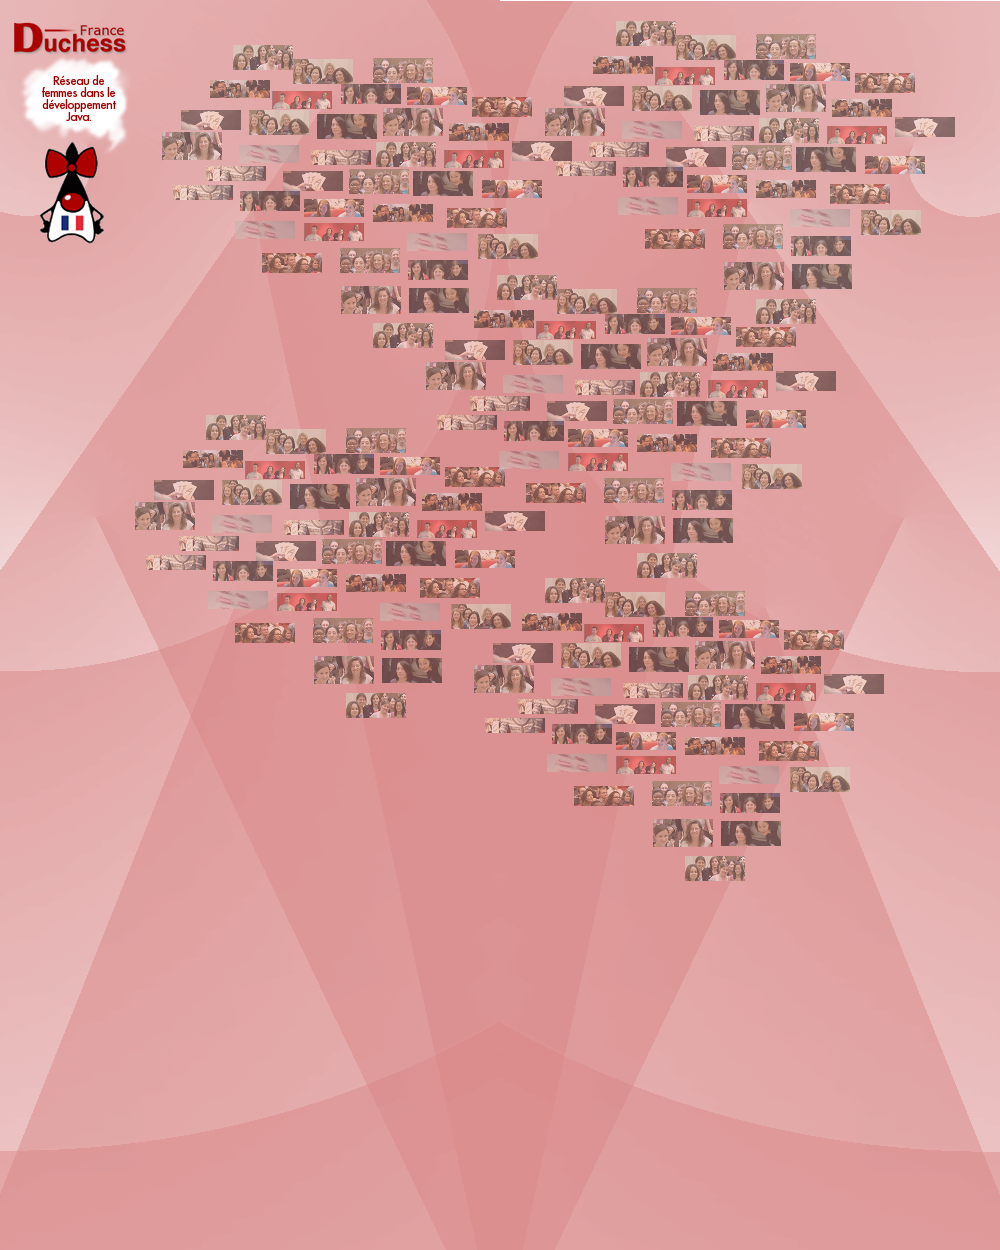 France
Duchess
Réseau de
femmes dans le
développement
Java.